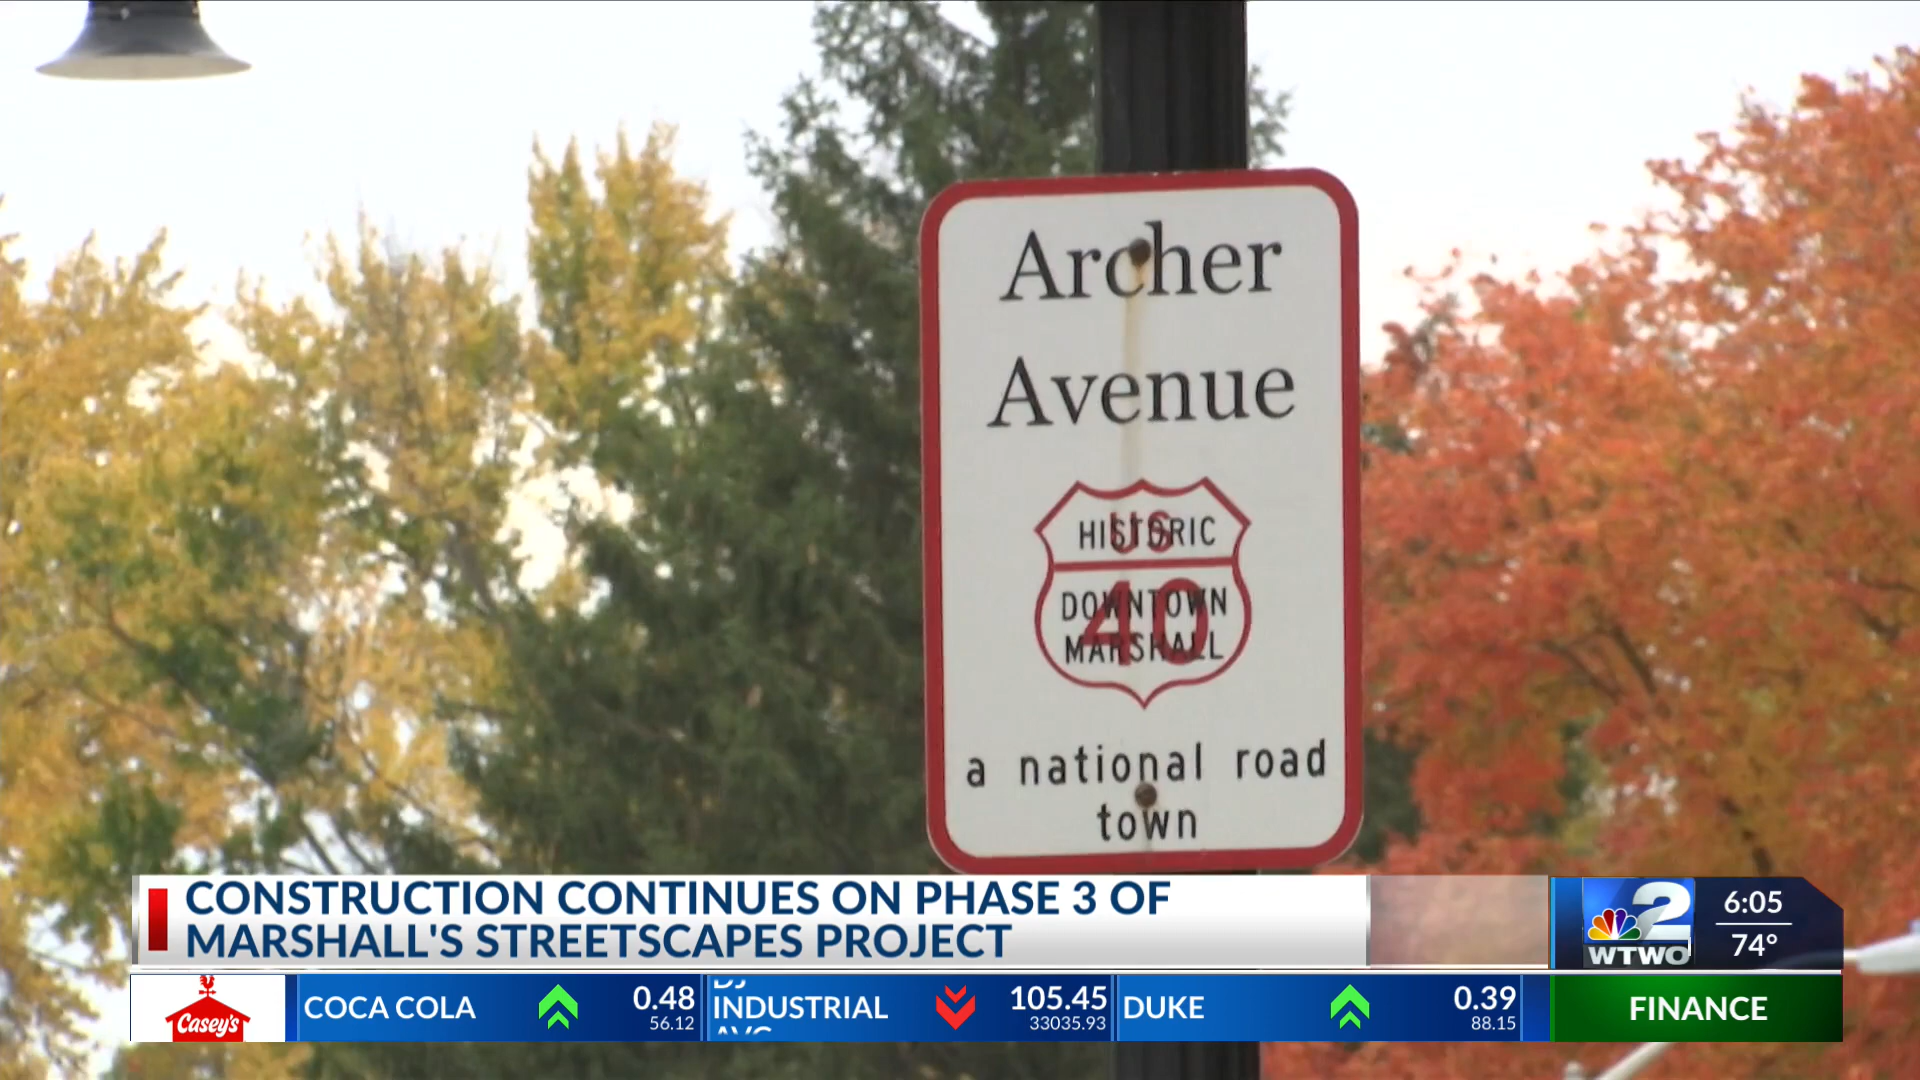 Archer
Avenue
US
HISTORIC
40
DOWNTOWN
MARSHALL
a national road
town
CONSTRUCTION CONTINUES ON PHASE 3 OF
MARSHALL'S STREETSCAPES PROJECT
2
WTWO
6:05
74°
Casey's
COCA COLA
0.48
56.12
DJ
INDUSTRIAL
AVG
105.45
33035.93
DUKE
0.39
88.15
FINANCE